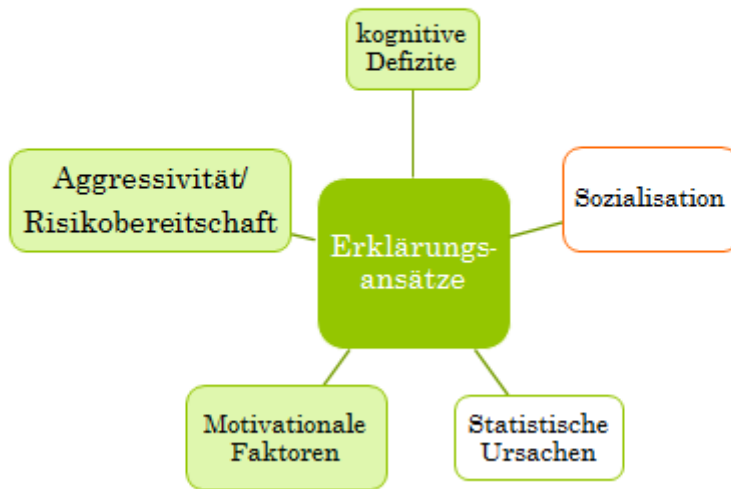 kognitive
Defizite
Aggressivität/
Risikobereitschaft
Sozialisation
Erklärungs-
ansätze
Motivationale
Faktoren
Statistische
Ursachen